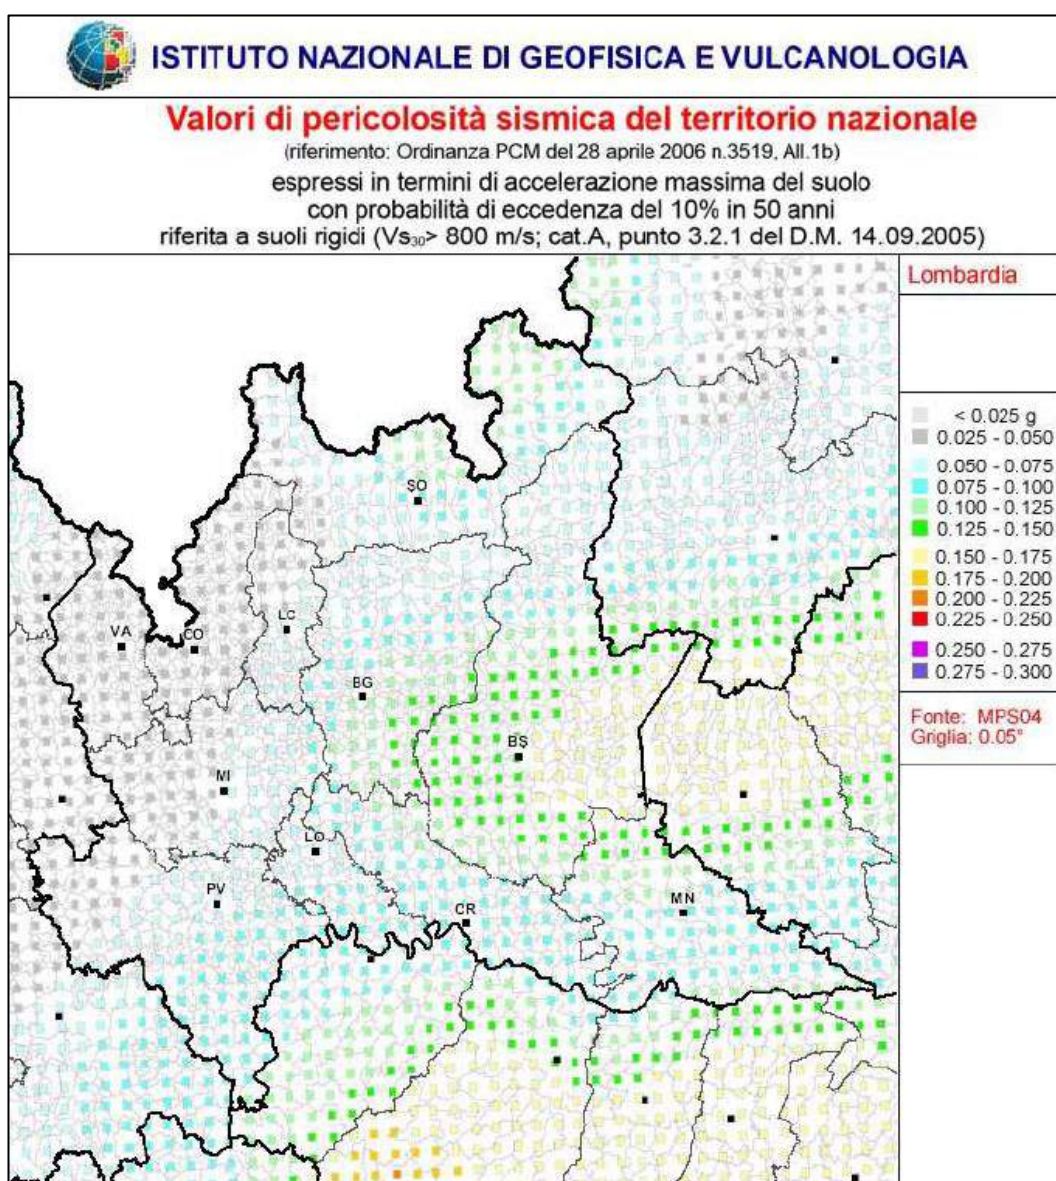 ISTITUTO NAZIONALE DI GEOFISICA E VULCANOLOGIA
Valori di pericolosità sismica del territorio nazionale
(riferimento: Ordinanza PCM del 28 aprile 2006 n.3519, All.1b)
espressi in termini di accelerazione massima del suolo
con probabilità di eccedenza del 10% in 50 anni
riferita a suoli rigidi (Vs₃₀> 800 m/s; cat.A, punto 3.2.1 del D.M. 14.09.2005)
Lombardia
< 0.025 g
0.025 - 0.050
0.050 - 0.075
0.075 - 0.100
0.100 - 0.125
0.125 - 0.150
0.150 - 0.175
0.175 - 0.200
0.200 - 0.225
0.225 - 0.250
0.250 - 0.275
0.275 - 0.300
Fonte: MPS04
Griglia: 0.05°
SO
VA
CO
LC
BG
BS
MI
LO
PV
CR
MN